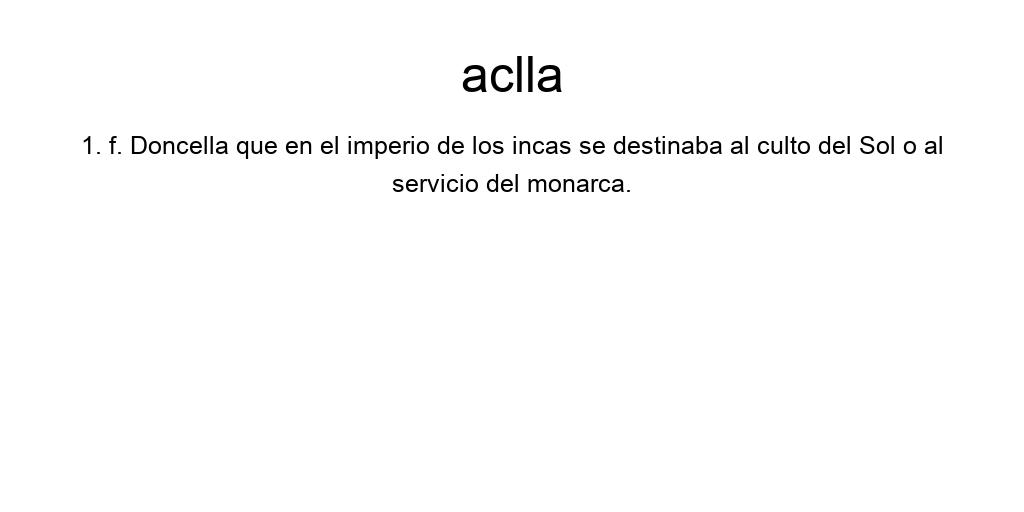 aclla
1. f. Doncella que en el imperio de los incas se destinaba al culto del Sol o al
servicio del monarca.